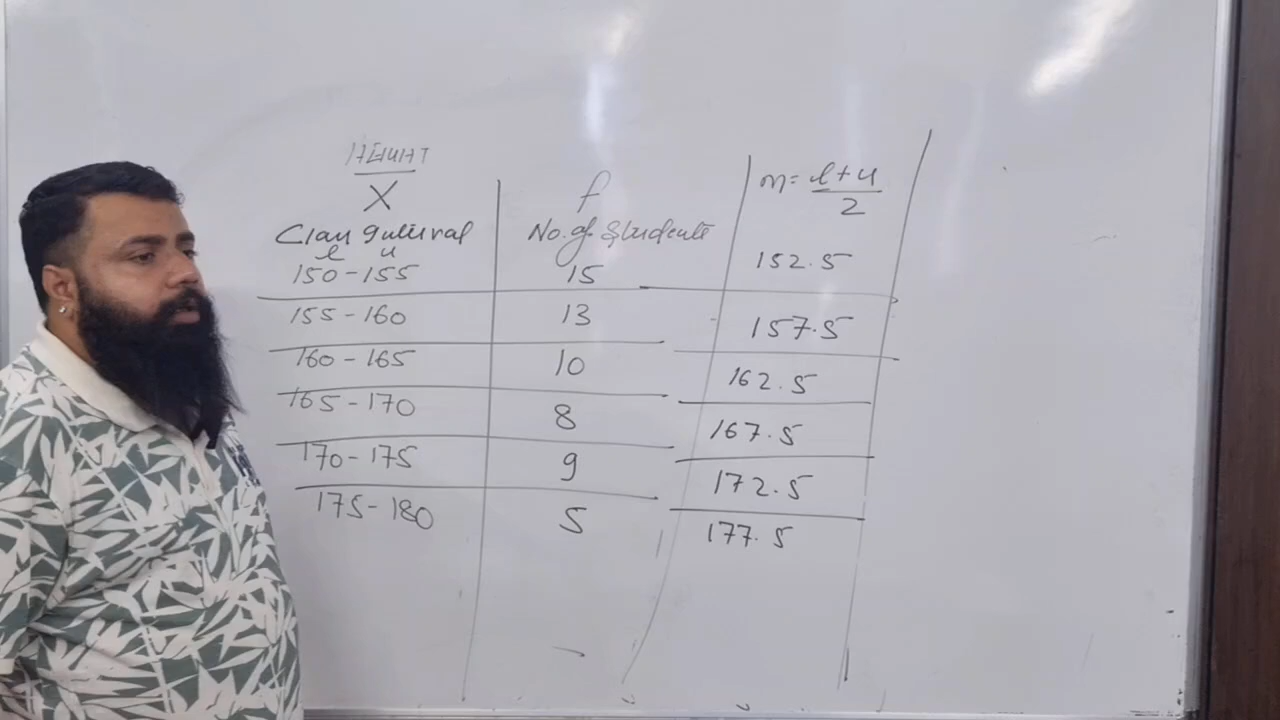 HEIGHT
X f m = l+u/2
Class Interval No. of Students
l u
150-155 15 152.5
155-160 13 157.5
160-165 10 162.5
165-170 8 167.5
170-175 9 172.5
175-180 5 177.5